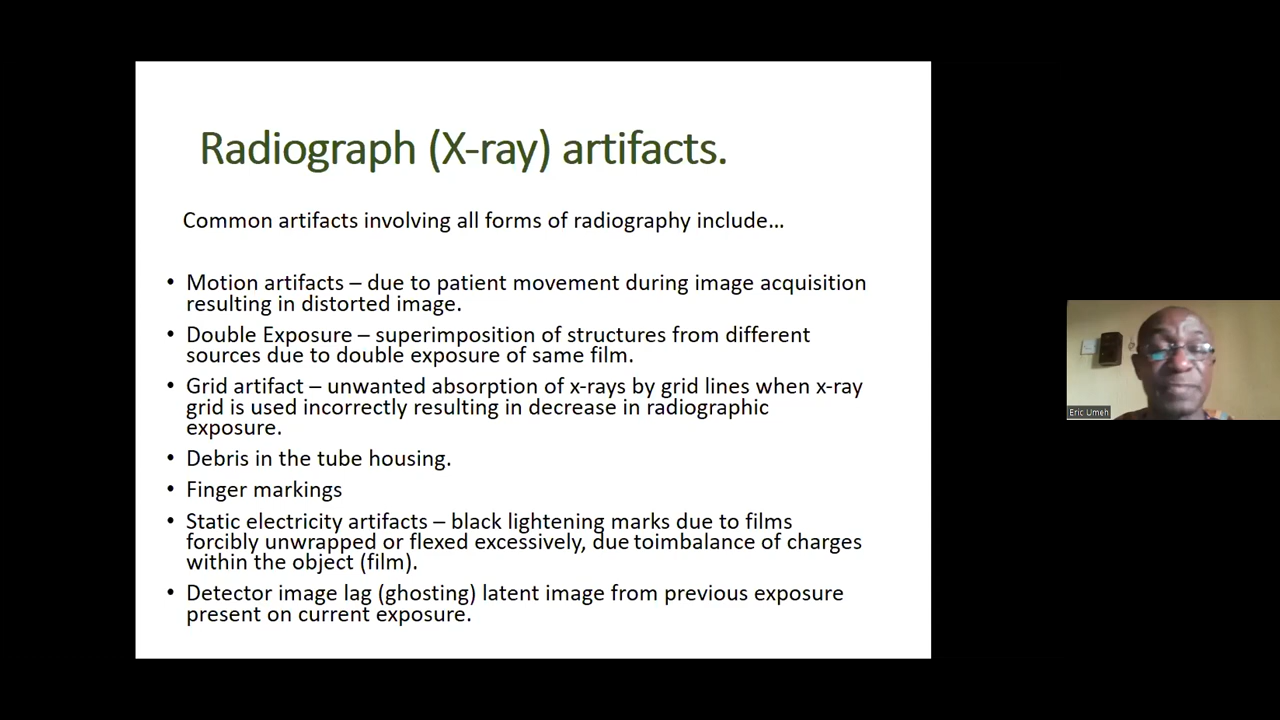 Radiograph (X-ray) artifacts.
Common artifacts involving all forms of radiography include…
• Motion artifacts – due to patient movement during image acquisition
resulting in distorted image.
• Double Exposure – superimposition of structures from different
sources due to double exposure of same film.
• Grid artifact – unwanted absorption of x-rays by grid lines when x-ray
grid is used incorrectly resulting in decrease in radiographic
exposure.
• Debris in the tube housing.
• Finger markings
• Static electricity artifacts – black lightening marks due to films
forcibly unwrapped or flexed excessively, due toimbalance of charges
within the object (film).
• Detector image lag (ghosting) latent image from previous exposure
present on current exposure.
Eric Umeh